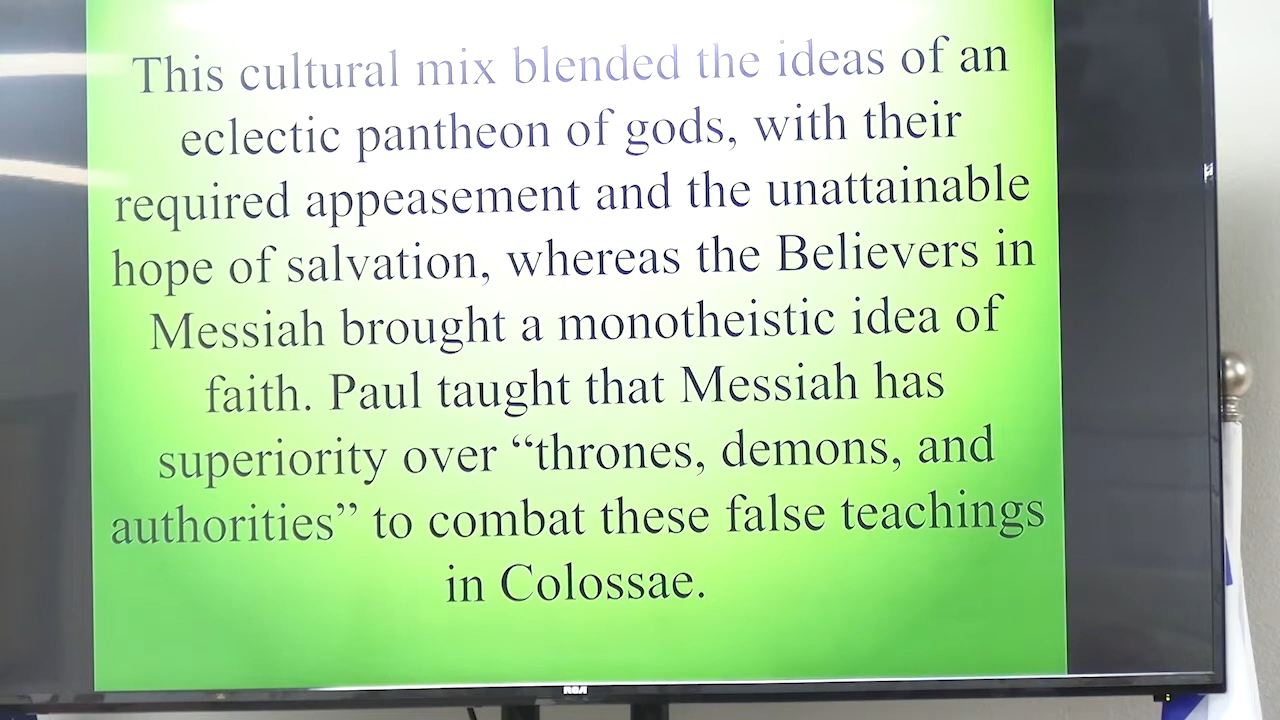 This cultural mix blended the ideas of an
eclectic pantheon of gods, with their
required appeasement and the unattainable
hope of salvation, whereas the Believers in
Messiah brought a monotheistic idea of
faith. Paul taught that Messiah has
superiority over “thrones, demons, and
authorities” to combat these false teachings
in Colossae.
RCA